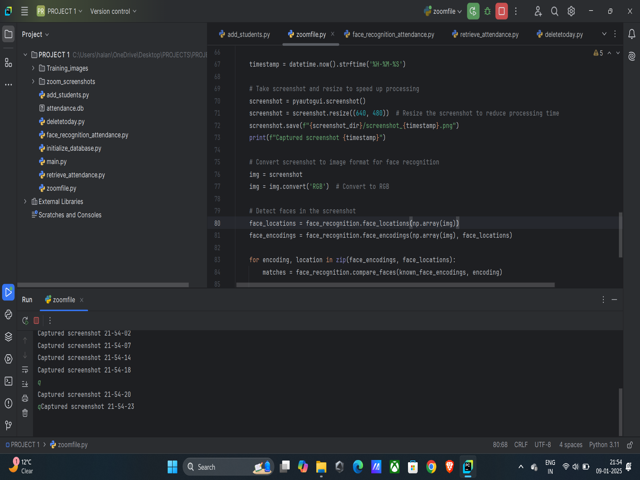 PR PROJECT 1 Version control zoomfile
Project
add_students.py zoomfile.py face_recognition_attendance.py retrieve_attendance.py deletetoday.py
PROJECT 1
Training_images
zoom_screenshots
add_students.py
attendance.db
deletetoday.py
face_recognition_attendance.py
initialize_database.py
main.py
retrieve_attendance.py
zoomfile.py
External Libraries
Scratches and Consoles
5
66
67 timestamp = datetime.now().strftime('%H-%M-%S')
68
69 # Take screenshot and resize to speed up processing
70 screenshot = pyautogui.screenshot()
71 screenshot = screenshot.resize((640, 480)) # Resize the screenshot to reduce processing time
72 screenshot.save(f"{screenshot_dir}/screenshot_{timestamp}.png")
73 print(f"Captured screenshot {timestamp}")
74
75 # Convert screenshot to image format for face recognition
76 img = screenshot
77 img = img.convert('RGB') # Convert to RGB
78
79 # Detect faces in the screenshot
80 face_locations = face_recognition.face_locations(np.array(img))
81 face_encodings = face_recognition.face_encodings(np.array(img), face_locations)
82
83 for encoding, location in zip(face_encodings, face_locations):
84 matches = face_recognition.compare_faces(known_face_encodings, encoding)
85
Run zoomfile
Captured screenshot 21-54-02
Captured screenshot 21-54-07
Captured screenshot 21-54-14
Captured screenshot 21-54-18
@
Captured screenshot 21-54-20
@Captured screenshot 21-54-23
PROJECT 1 > zoomfile.py
80:68 CRLF UTF-8 4 spaces Python 3.11
12°C
Clear
Search
ENG
IN
21:54
09-01-2025